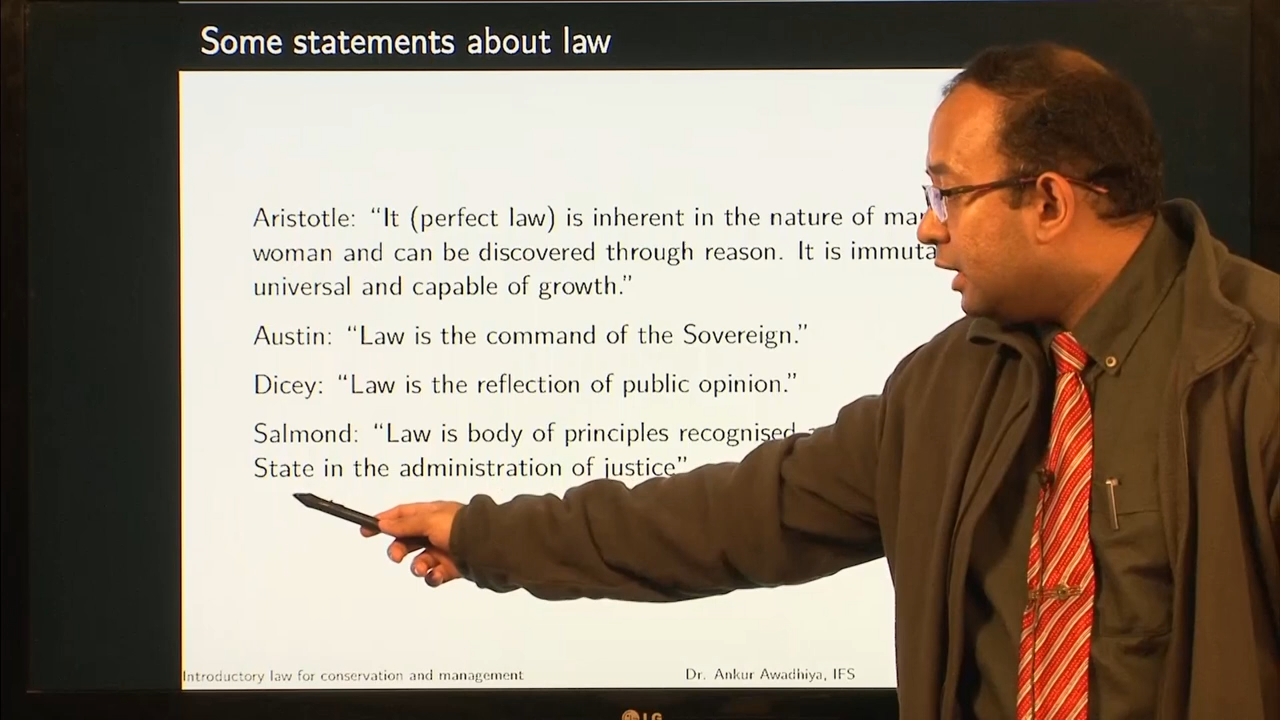 Some statements about law
Aristotle: “It (perfect law) is inherent in the nature of
woman and can be discovered through reason. It is
universal and capable of growth.”
Austin: “Law is the command of the Sovereign.”
Dicey: “Law is the reflection of public opinion.”
Salmond: “Law is body of principles recognised
State in the administration of justice”
Introductory law for conservation and management
Dr. Ankur Awadhiya, IFS
LG